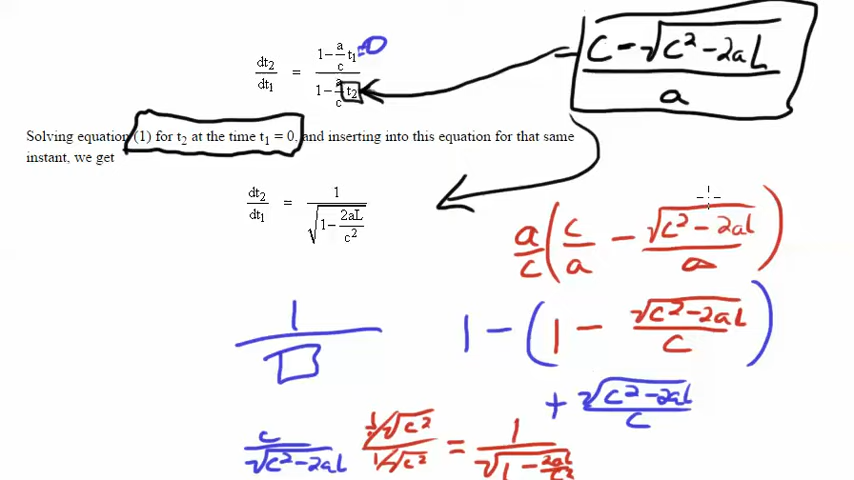 dt₂/dt₁ = (1 - (a/c) t₁)/(1 - (a/c) t₂)
= 0
(c - √(c² - 2aL))/a
Solving equation (1) for t₂ at the time t₁ = 0, and inserting into this equation for that same
instant, we get
dt₂/dt₁ = 1/√(1 - 2aL/c²)
a/c (c/a - √(c² - 2aL)/a)
1/□
1 - (1 - √(c² - 2aL)/c)
+ √(c² - 2aL)/c
c/√(c² - 2aL) (1/√c²)/(1/√c²) = 1/√(1 - 2aL/c²)